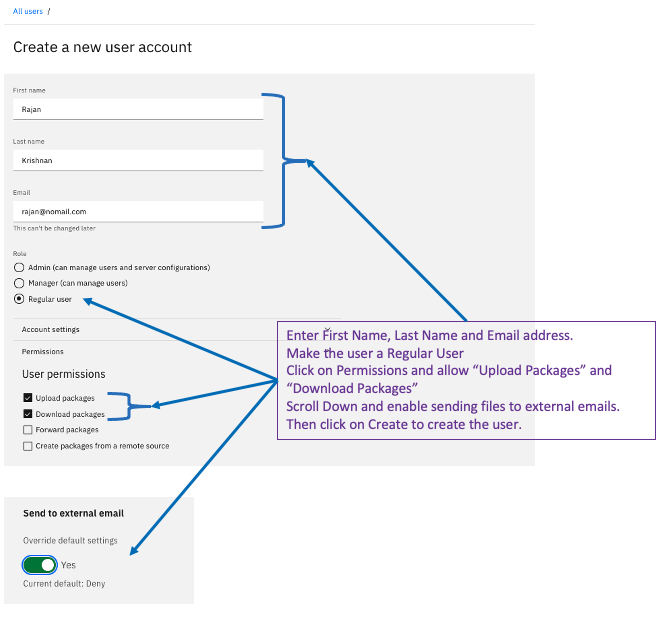 All users /
Create a new user account
First name
Rajan
Last name
Krishnan
Email
rajan@nomail.com
This can't be changed later
Role
Admin (can manage users and server configurations)
Manager (can manage users)
Regular user
Account settings
Permissions
User permissions
Upload packages
Download packages
Forward packages
Create packages from a remote source
Enter First Name, Last Name and Email address.
Make the user a Regular User
Click on Permissions and allow “Upload Packages” and
“Download Packages”
Scroll Down and enable sending files to external emails.
Then click on Create to create the user.
Send to external email
Override default settings
Yes
Current default: Deny